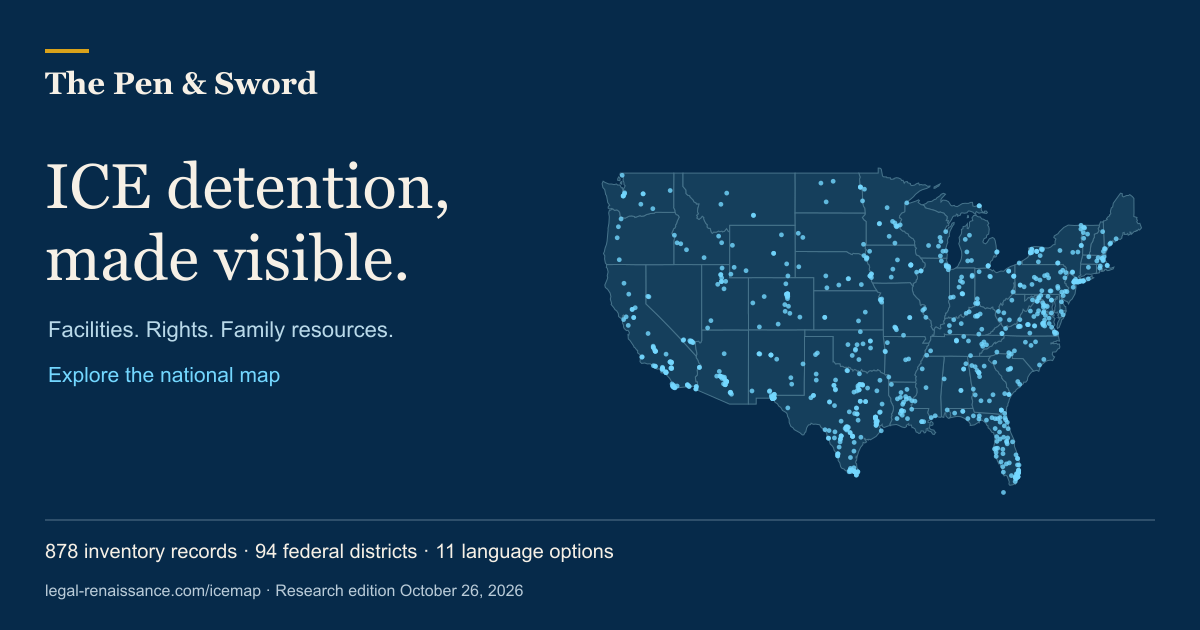 The Pen & Sword
ICE detention,
made visible.
Facilities. Rights. Family resources.
Explore the national map
878 inventory records · 94 federal districts · 11 language options
legal-renaissance.com/icemap · Research edition October 26, 2026